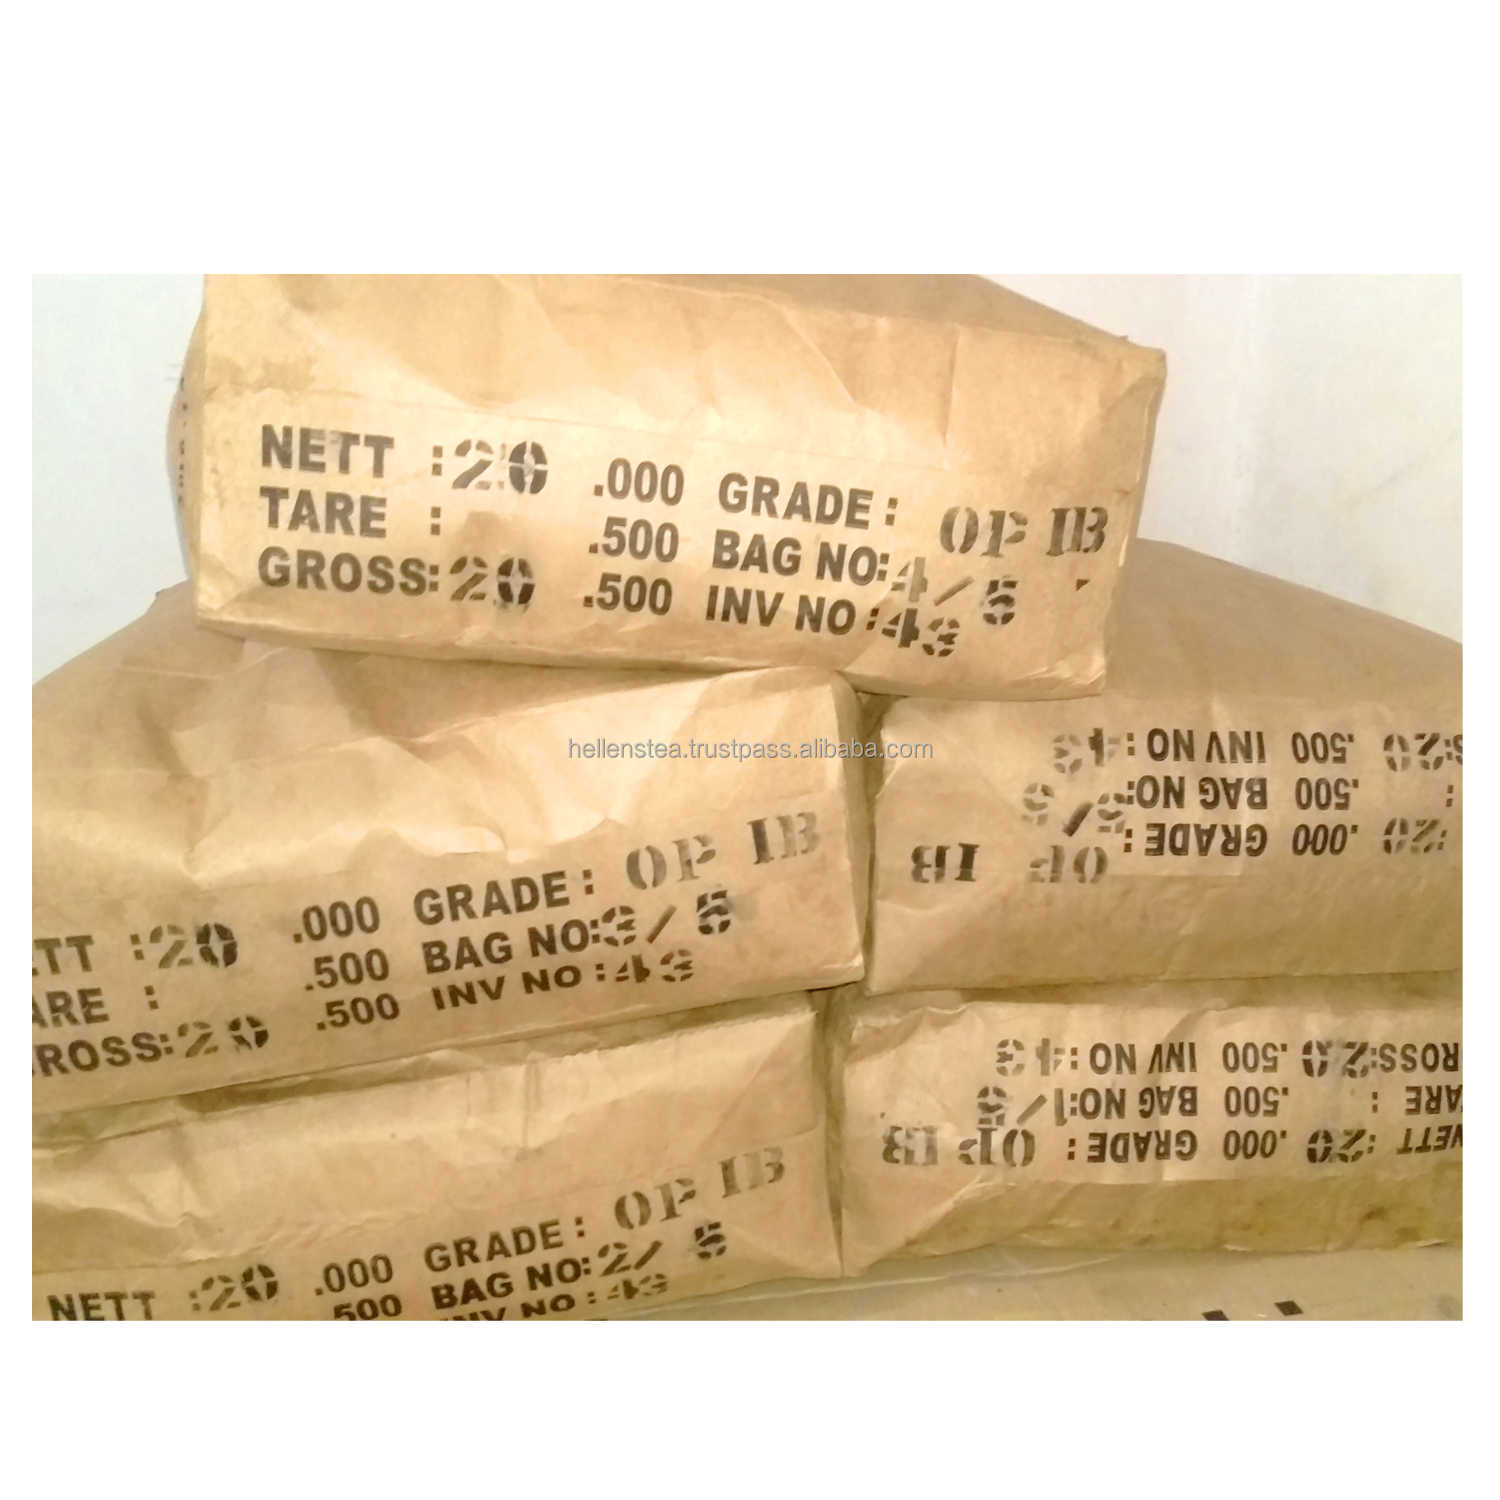 NETT :20 .000 GRADE: OP IB
TARE : .500 BAG NO:4/5
GROSS:20 .500 INV NO:43
hellenstea.trustpass.alibaba.com
ETT :20 .000 GRADE: OP IB
ARE : .500 BAG NO:3/5
ROSS:20 .500 INV NO:43
:20 .000 GRADE: OP IB
: .500 BAG NO:5/5
S:20 .500 INV NO:43
NETT :20 .000 GRADE: OP IB
.500 BAG NO:2/5
INV NO:43
NETT :20 .000 GRADE: OP IB
ARE : .500 BAG NO:1/5
ROSS:20 .500 INV NO:43